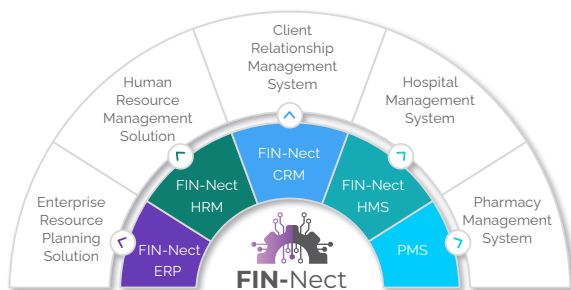 Enterprise
Resource
Planning
Solution
Human
Resource
Management
Solution
Client
Relationship
Management
System
Hospital
Management
System
Pharmacy
Management
System
FIN-Nect
ERP
FIN-Nect
HRM
FIN-Nect
CRM
FIN-Nect
HMS
PMS
FIN-Nect